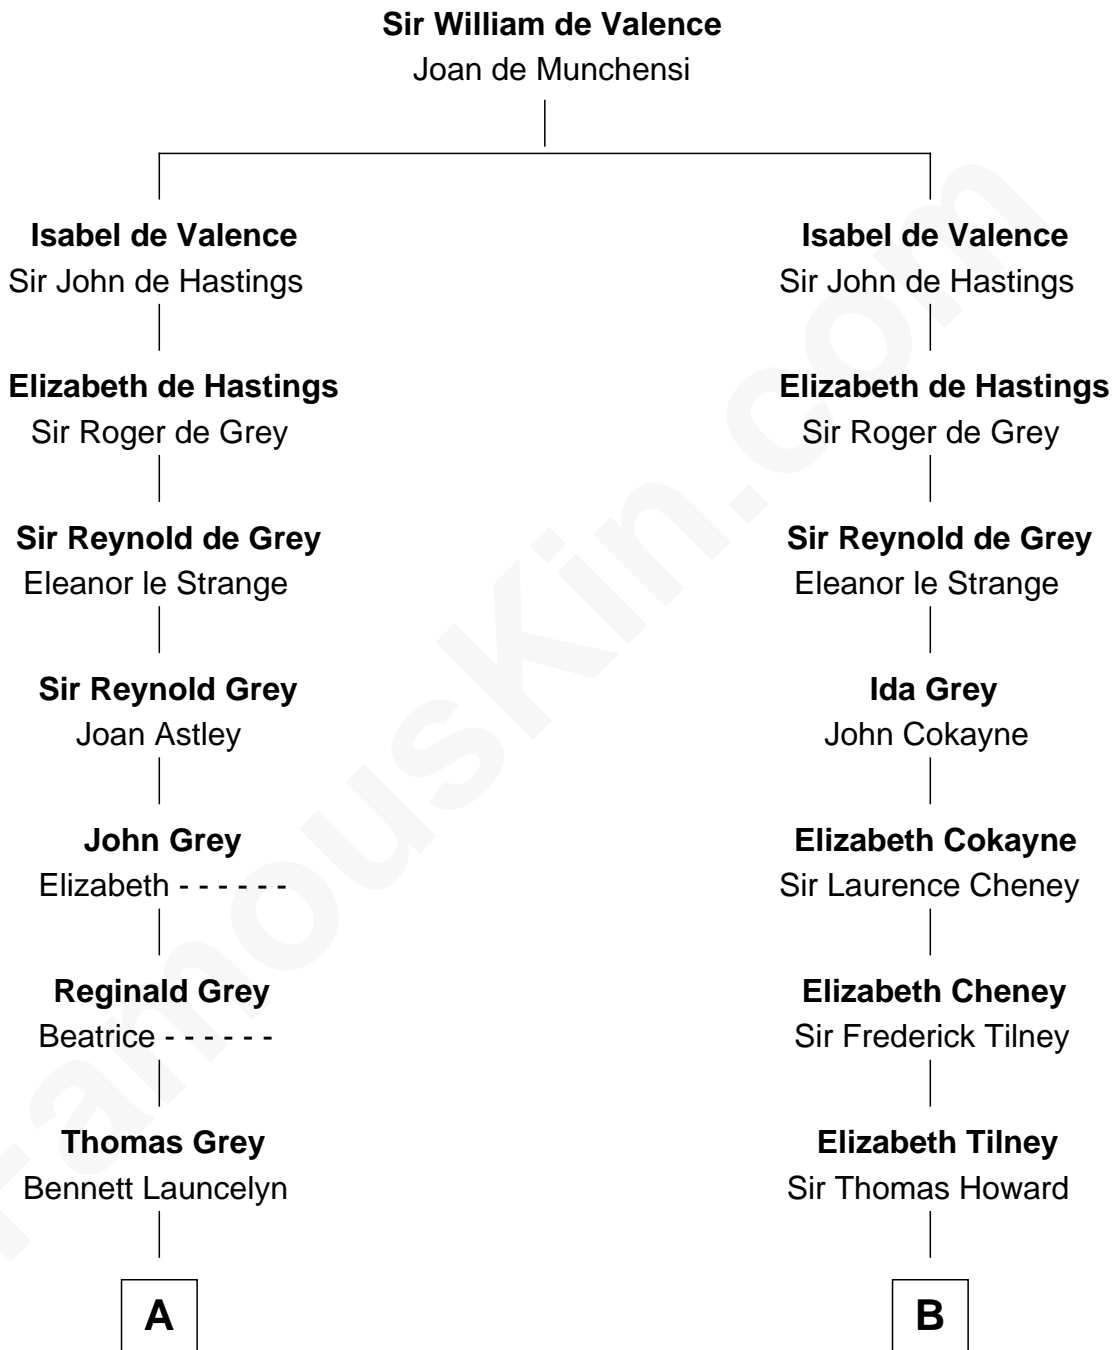 Sir William de Valence
Joan de Munchensi
Isabel de Valence
Sir John de Hastings
Isabel de Valence
Sir John de Hastings
Elizabeth de Hastings
Sir Roger de Grey
Elizabeth de Hastings
Sir Roger de Grey
Sir Reynold de Grey
Eleanor le Strange
Sir Reynold de Grey
Eleanor le Strange
Sir Reynold Grey
Joan Astley
Ida Grey
John Cokayne
John Grey
Elizabeth - - - - - -
Elizabeth Cokayne
Sir Laurence Cheney
Reginald Grey
Beatrice - - - - - -
Elizabeth Cheney
Sir Frederick Tilney
Thomas Grey
Bennett Launcelyn
Elizabeth Tilney
Sir Thomas Howard
A
B
FamousKin.com